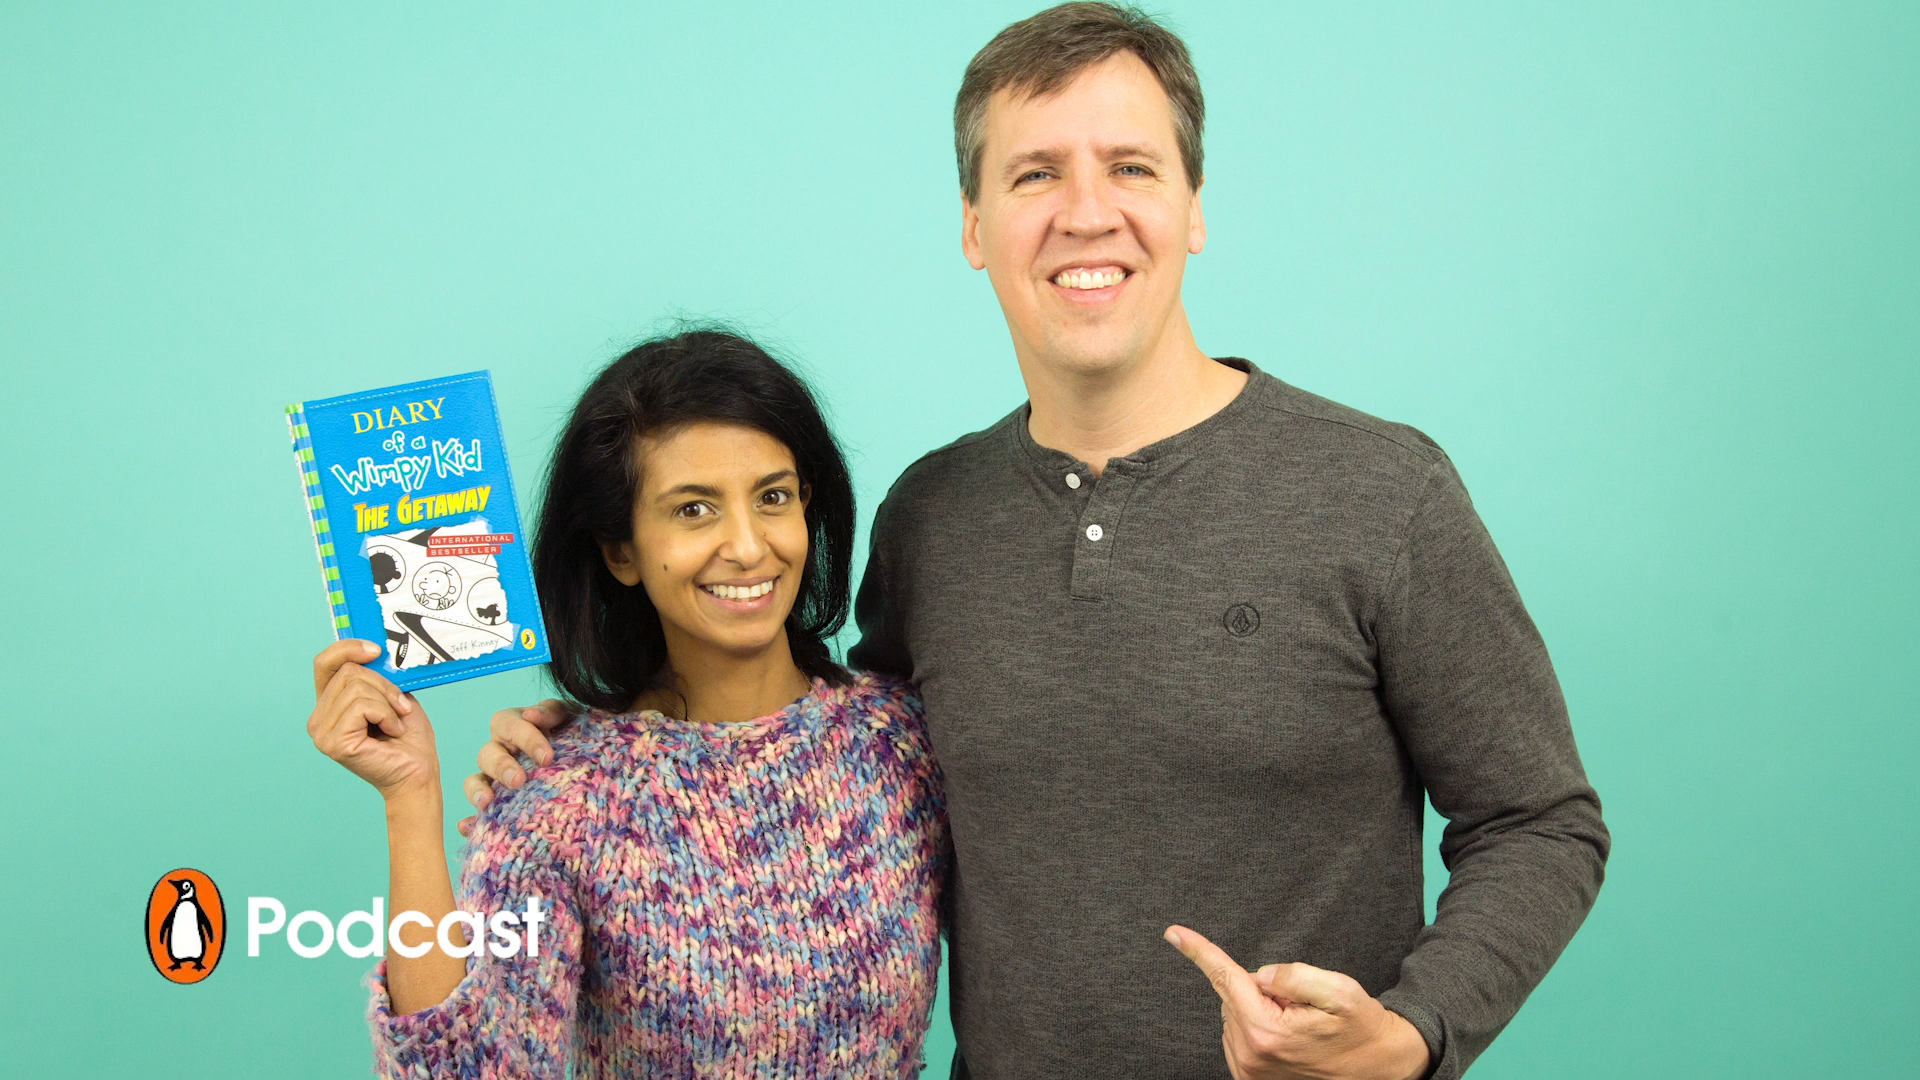 DIARY
of a
Wimpy Kid
THE GETAWAY
INTERNATIONAL
BESTSELLER
Jeff Kinney
Podcast